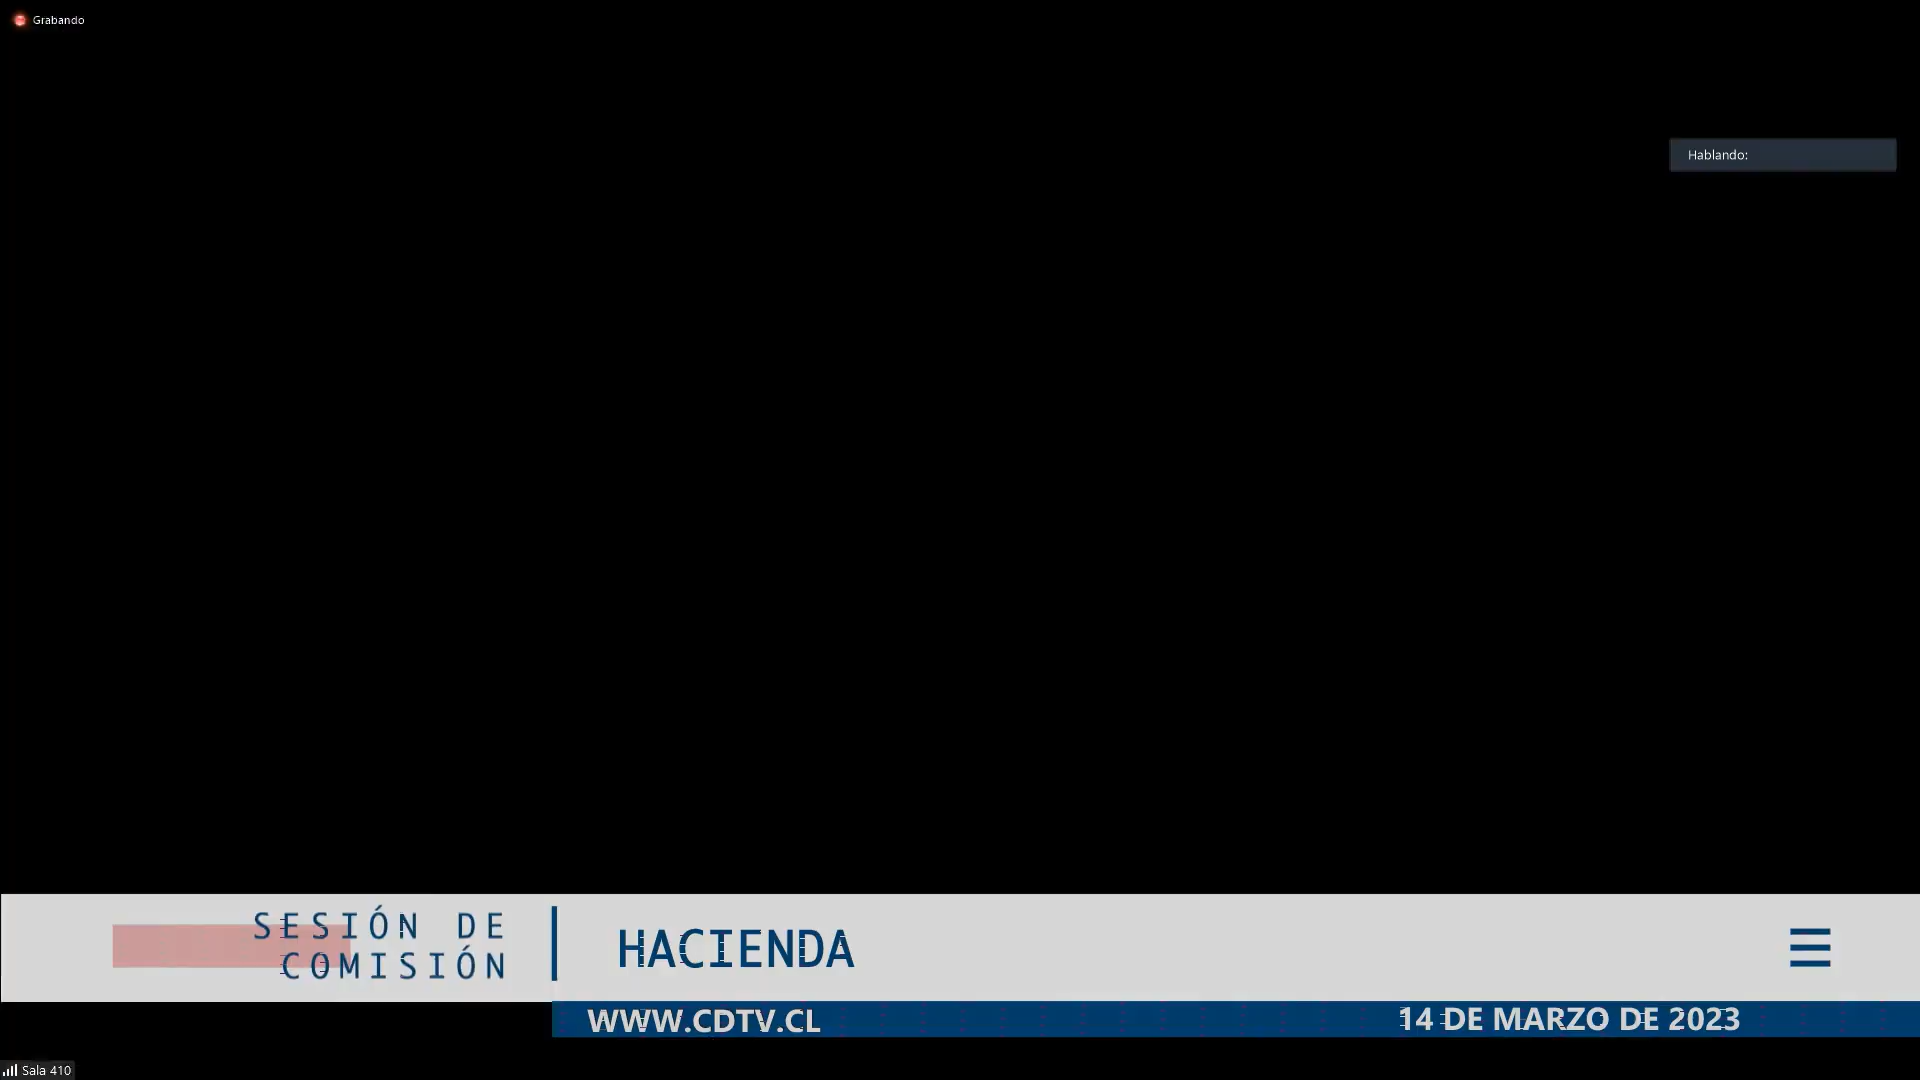 Grabando
Hablando:
SESIÓN DE
COMISIÓN
HACIENDA
WWW.CDTV.CL
14 DE MARZO DE 2023
Sala 410